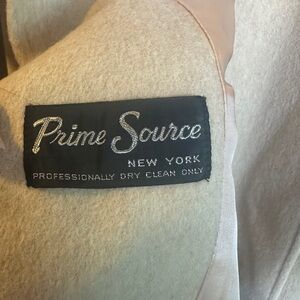 Prime Source
NEW YORK
PROFESSIONALLY DRY CLEAN ONLY